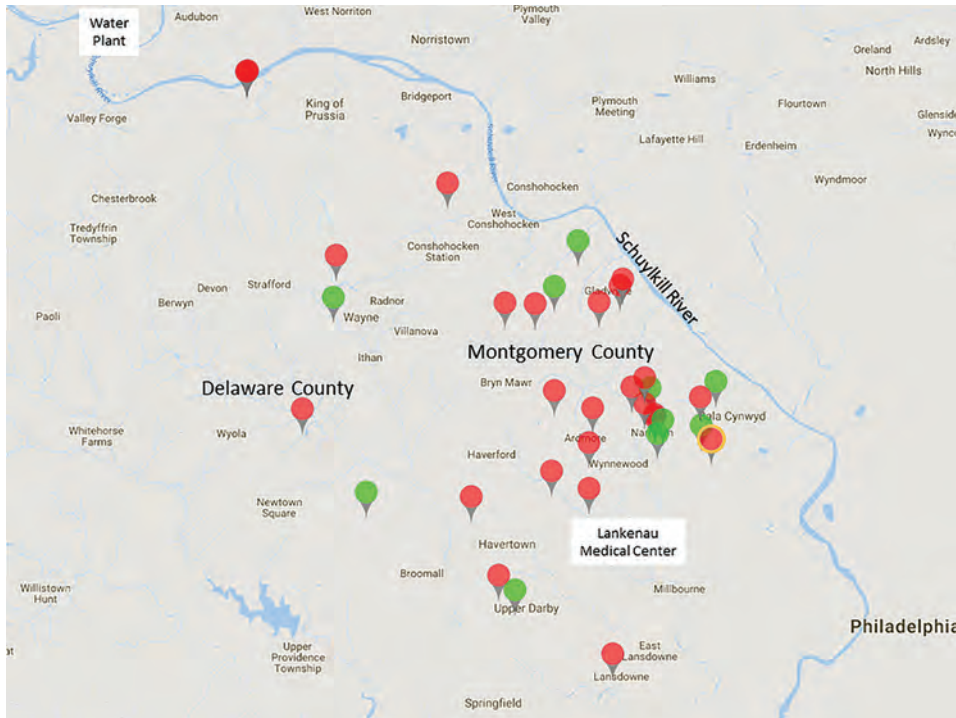 Water
Plant
Audubon
West Norriton
Plymouth
Valley
Norristown
Ardsley
Oreland
North Hills
Schuylkill River
Williams
King of
Prussia
Bridgeport
Plymouth
Meeting
Flourtown
Glenside
Valley Forge
Lafayette Hill
Erdenheim
Wyndmoor
Chesterbrook
Conshohocken
West
Conshohocken
Tredyffrin
Township
Conshohocken
Station
Schuylkill River
Devon
Strafford
Berwyn
Radnor
Paoli
Wayne
Villanova
Ithan
Montgomery County
Bryn Mawr
Delaware County
Whitehorse
Farms
Wyola
Ardmore
Haverford
Wynnewood
Newtown
Square
Lankenau
Medical Center
Havertown
Broomall
Millbourne
Willistown
Hunt
Upper Darby
Philadelphia
Upper
Providence
Township
East
Lansdowne
Lansdowne
Springfield